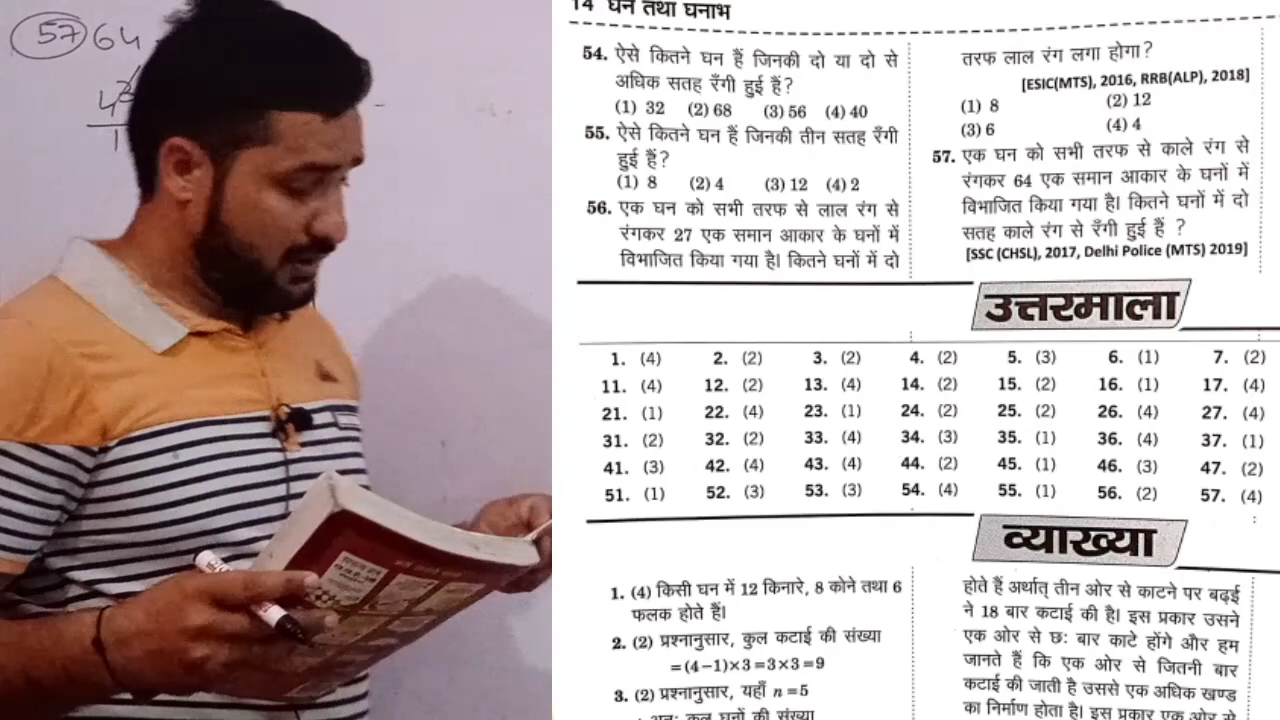 57 64
14 घन तथा घनाभ
54. ऐसे कितने घन हैं जिनकी दो या दो से
अधिक सतह रँगी हुई हैं?
(1) 32 (2) 68 (3) 56 (4) 40
55. ऐसे कितने घन हैं जिनकी तीन सतह रँगी
हुई हैं?
(1) 8 (2) 4 (3) 12 (4) 2
56. एक घन को सभी तरफ से लाल रंग से
रंगकर 27 एक समान आकार के घनों में
विभाजित किया गया है। कितने घनों में दो
तरफ लाल रंग लगा होगा?
[ESIC(MTS), 2016, RRB(ALP), 2018]
(1) 8 (2) 12
(3) 6 (4) 4
57. एक घन को सभी तरफ से काले रंग से
रंगकर 64 एक समान आकार के घनों में
विभाजित किया गया है। कितने घनों में दो
सतह काले रंग से रँगी हुई हैं ?
[SSC (CHSL), 2017, Delhi Police (MTS) 2019]
उत्तरमाला
1. (4) 2. (2) 3. (2) 4. (2) 5. (3) 6. (1) 7. (2)
11. (4) 12. (2) 13. (4) 14. (2) 15. (2) 16. (1) 17. (4)
21. (1) 22. (4) 23. (1) 24. (2) 25. (2) 26. (4) 27. (4)
31. (2) 32. (2) 33. (4) 34. (3) 35. (1) 36. (4) 37. (1)
41. (3) 42. (4) 43. (4) 44. (2) 45. (1) 46. (3) 47. (2)
51. (1) 52. (3) 53. (3) 54. (4) 55. (1) 56. (2) 57. (4)
व्याख्या
1. (4) किसी घन में 12 किनारे, 8 कोने तथा 6
फलक होते हैं।
2. (2) प्रश्नानुसार, कुल कटाई की संख्या
=(4−1)×3=3×3=9
3. (2) प्रश्नानुसार, यहाँ n=5
अतः कुल घनों की संख्या
होते हैं अर्थात् तीन ओर से काटने पर बढ़ई
ने 18 बार कटाई की है। इस प्रकार उसने
एक ओर से छः बार काटे होंगे और हम
जानते हैं कि एक ओर से जितनी बार
कटाई की जाती है उससे एक अधिक खण्ड
का निर्माण होता है। इस प्रकार एक ओर से